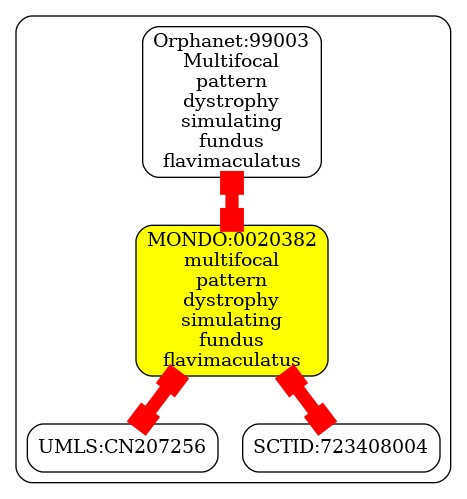 Orphanet:99003
Multifocal
pattern
dystrophy
simulating
fundus
flavimaculatus
MONDO:0020382
multifocal
pattern
dystrophy
simulating
fundus
flavimaculatus
UMLS:CN207256
SCTID:723408004